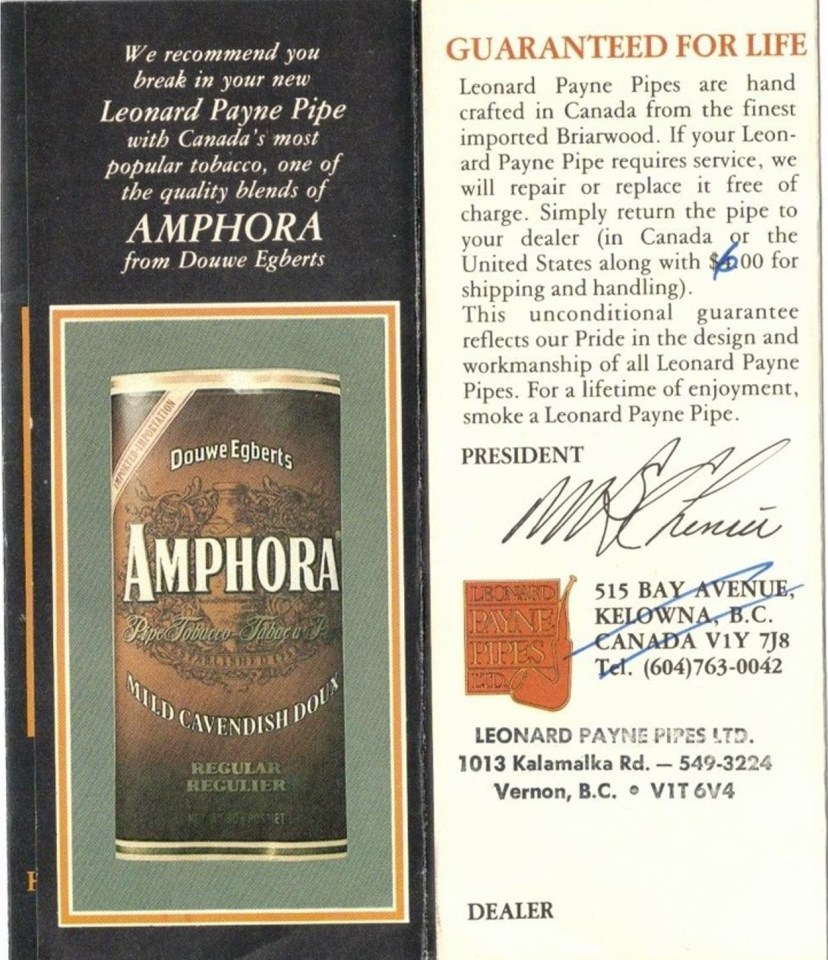 We recommend you
break in your new
Leonard Payne Pipe
with Canada's most
popular tobacco, one of
the quality blends of
AMPHORA
from Douwe Egberts
IMPORTED-IMPORTATION
Douwe Egberts
AMPHORA
Pipe Tobacco Tabac a P
ESTABLISHED
MILD CAVENDISH DOUX
REGULAR
REGULIER
GUARANTEED FOR LIFE
Leonard Payne Pipes are hand
crafted in Canada from the finest
imported Briarwood. If your Leon-
ard Payne Pipe requires service, we
will repair or replace it free of
charge. Simply return the pipe to
your dealer (in Canada or the
United States along with $6.00 for
shipping and handling).
This unconditional guarantee
reflects our Pride in the design and
workmanship of all Leonard Payne
Pipes. For a lifetime of enjoyment,
smoke a Leonard Payne Pipe.
PRESIDENT
LEONARD
PAYNE
PIPES
LTD.
515 BAY AVENUE,
KELOWNA, B.C.
CANADA V1Y 7J8
Tel. (604)763-0042
LEONARD PAYNE PIPES LTD.
1013 Kalamalka Rd. — 549-3224
Vernon, B.C. • V1T 6V4
DEALER